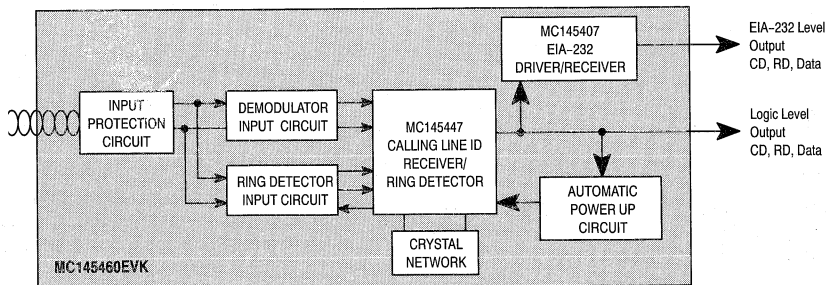 MC145407
EIA-232
DRIVER/RECEIVER
EIA-232 Level
Output
CD, RD, Data
INPUT
PROTECTION
CIRCUIT
DEMODULATOR
INPUT CIRCUIT
MC145447
CALLING LINE ID
RECEIVER/
RING DETECTOR
Logic Level
Output
CD, RD, Data
RING DETECTOR
INPUT CIRCUIT
AUTOMATIC
POWER UP
CIRCUIT
CRYSTAL
NETWORK
MC145460EVK